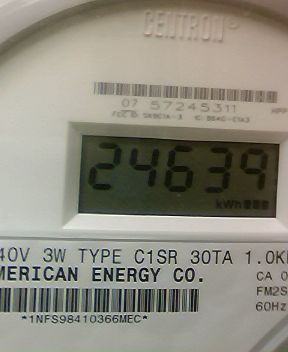 CENTRON®
07 57245311
24639
kWh
40V 3W TYPE C1SR 30TA 1.0K
MERICAN ENERGY CO.
CA 0
FM2S
60Hz
*1NFS98410366MEC*